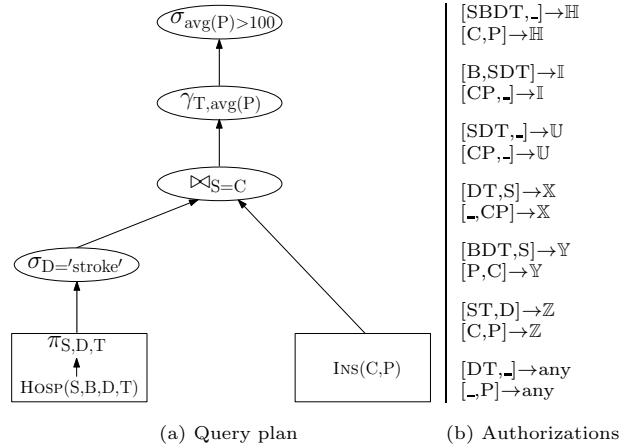 σavg(P)>100
γT,avg(P)
⋈S=C
σD='stroke'
πS,D,T
HOSP(S,B,D,T)
INS(C,P)
(a) Query plan
[SBDT,_]→ℍ
[C,P]→ℍ
[B,SDT]→𝕀
[CP,_]→𝕀
[SDT,_]→𝕌
[CP,_]→𝕌
[DT,S]→𝕏
[_,CP]→𝕏
[BDT,S]→𝕐
[P,C]→𝕐
[ST,D]→ℤ
[C,P]→ℤ
[DT,_]→any
[_,P]→any
(b) Authorizations